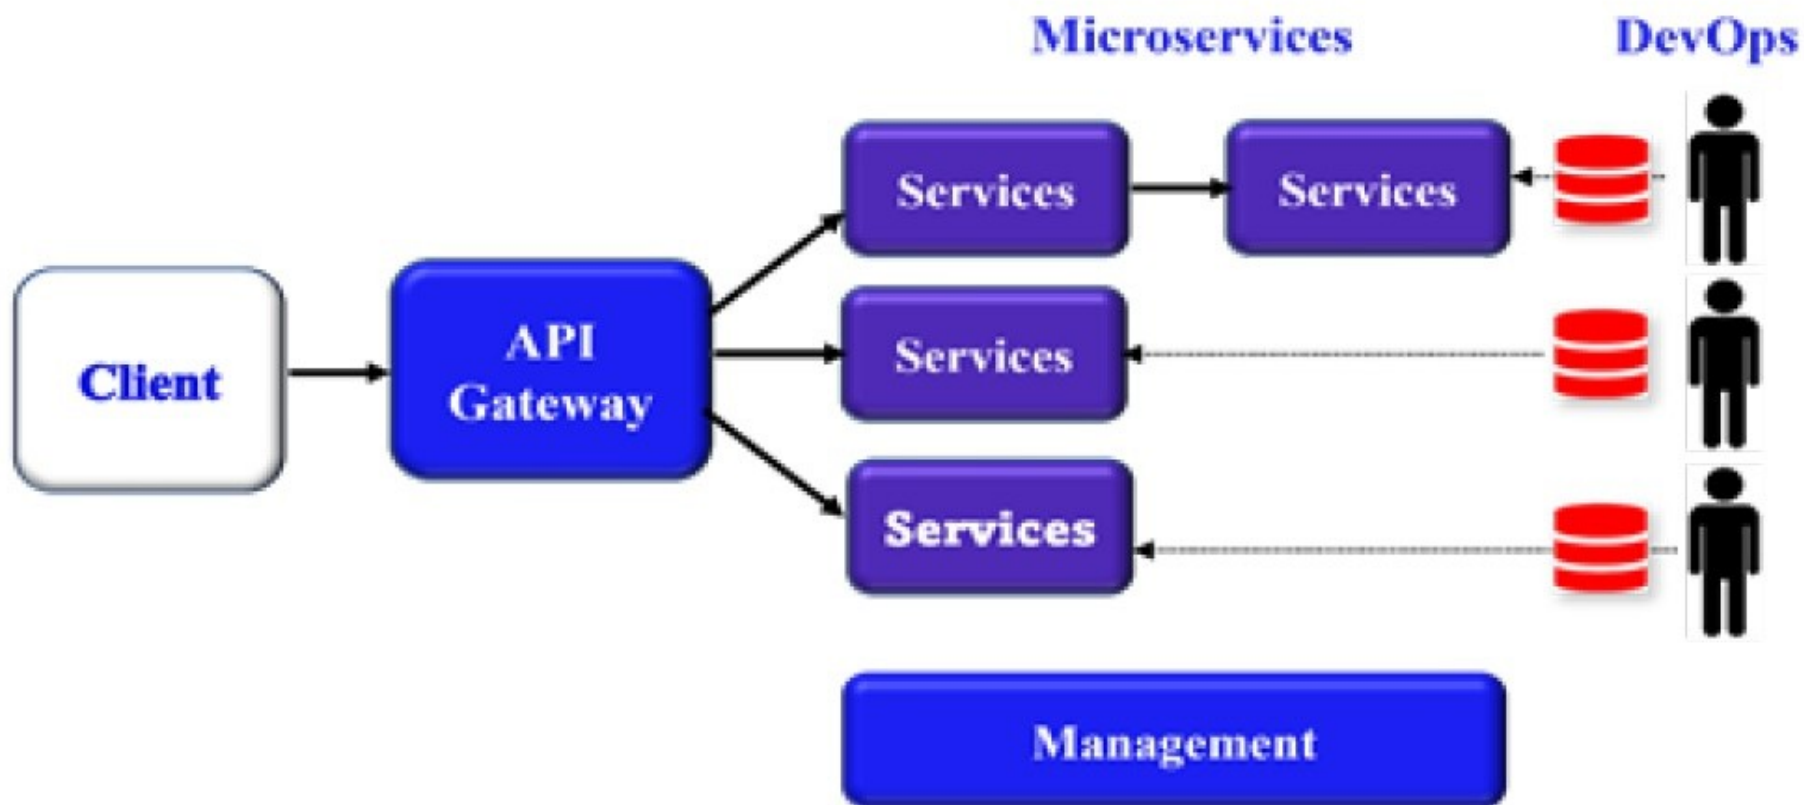 Microservices
DevOps
Services
Services
Client
API
Gateway
Services
Services
Management